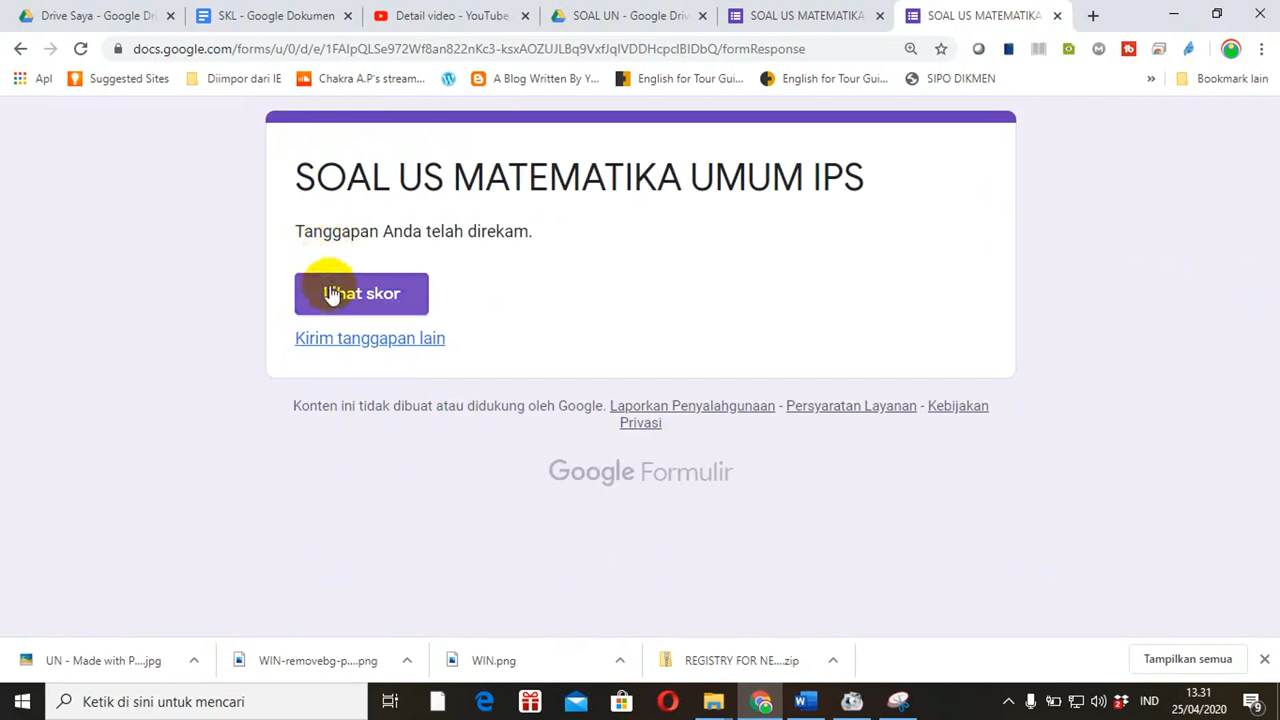 Drive Saya - Google Dri
SKL - Google Dokumen
Detail video - YouTube
SOAL UN - Google Driv
SOAL US MATEMATIKA
SOAL US MATEMATIKA
docs.google.com/forms/u/0/d/e/1FAIpQLSe972Wf8an822nKc3-ksxAOZUJLBq9VxfJqIVDDHcpclBIDbQ/formResponse
Apl
Suggested Sites
Diimpor dari IE
Chakra A.P's stream...
A Blog Written By Y...
English for Tour Gui...
English for Tour Gui...
SIPO DIKMEN
Bookmark lain
SOAL US MATEMATIKA UMUM IPS
Tanggapan Anda telah direkam.
Lihat skor
Kirim tanggapan lain
Konten ini tidak dibuat atau didukung oleh Google. Laporkan Penyalahgunaan - Persyaratan Layanan - Kebijakan
Privasi
Google Formulir
UN - Made with P....jpg
WIN-removebg-p....png
WIN.png
REGISTRY FOR NE....zip
Tampilkan semua
Ketik di sini untuk mencari
IND
13.31
25/04/2020